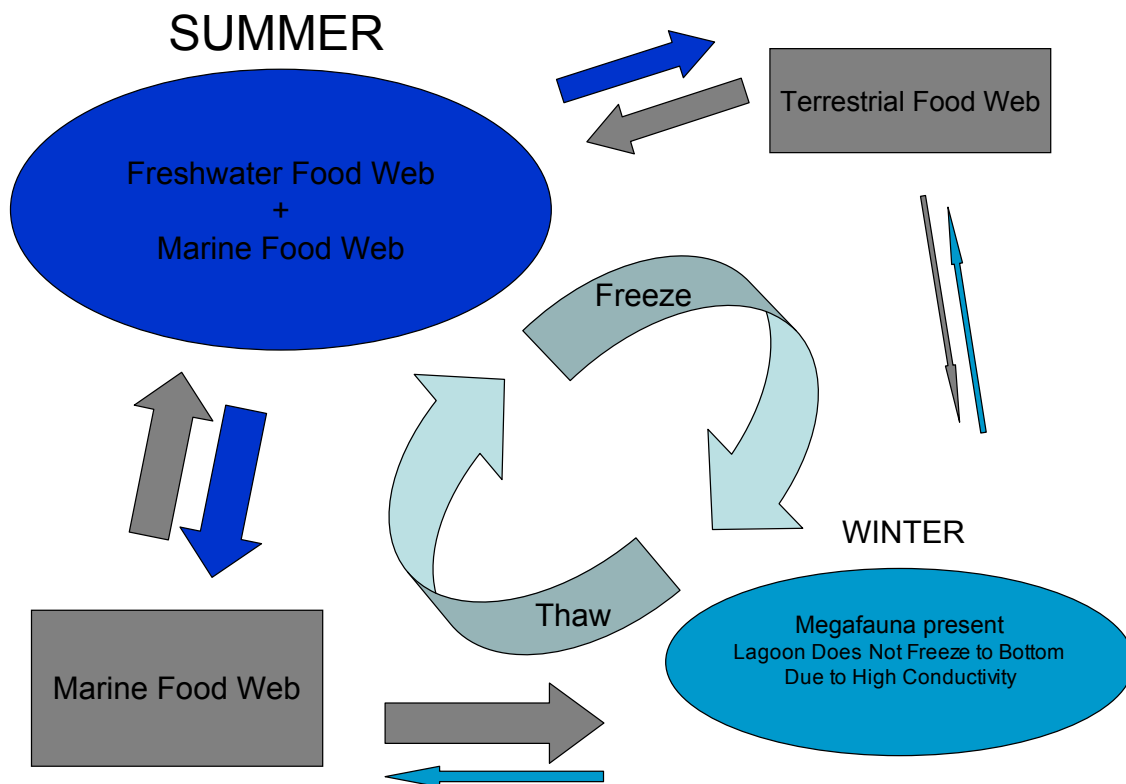 SUMMER
Terrestrial Food Web
Freshwater Food Web
+
Marine Food Web
Freeze
WINTER
Thaw
Megafauna present
Lagoon Does Not Freeze to Bottom
Due to High Conductivity
Marine Food Web